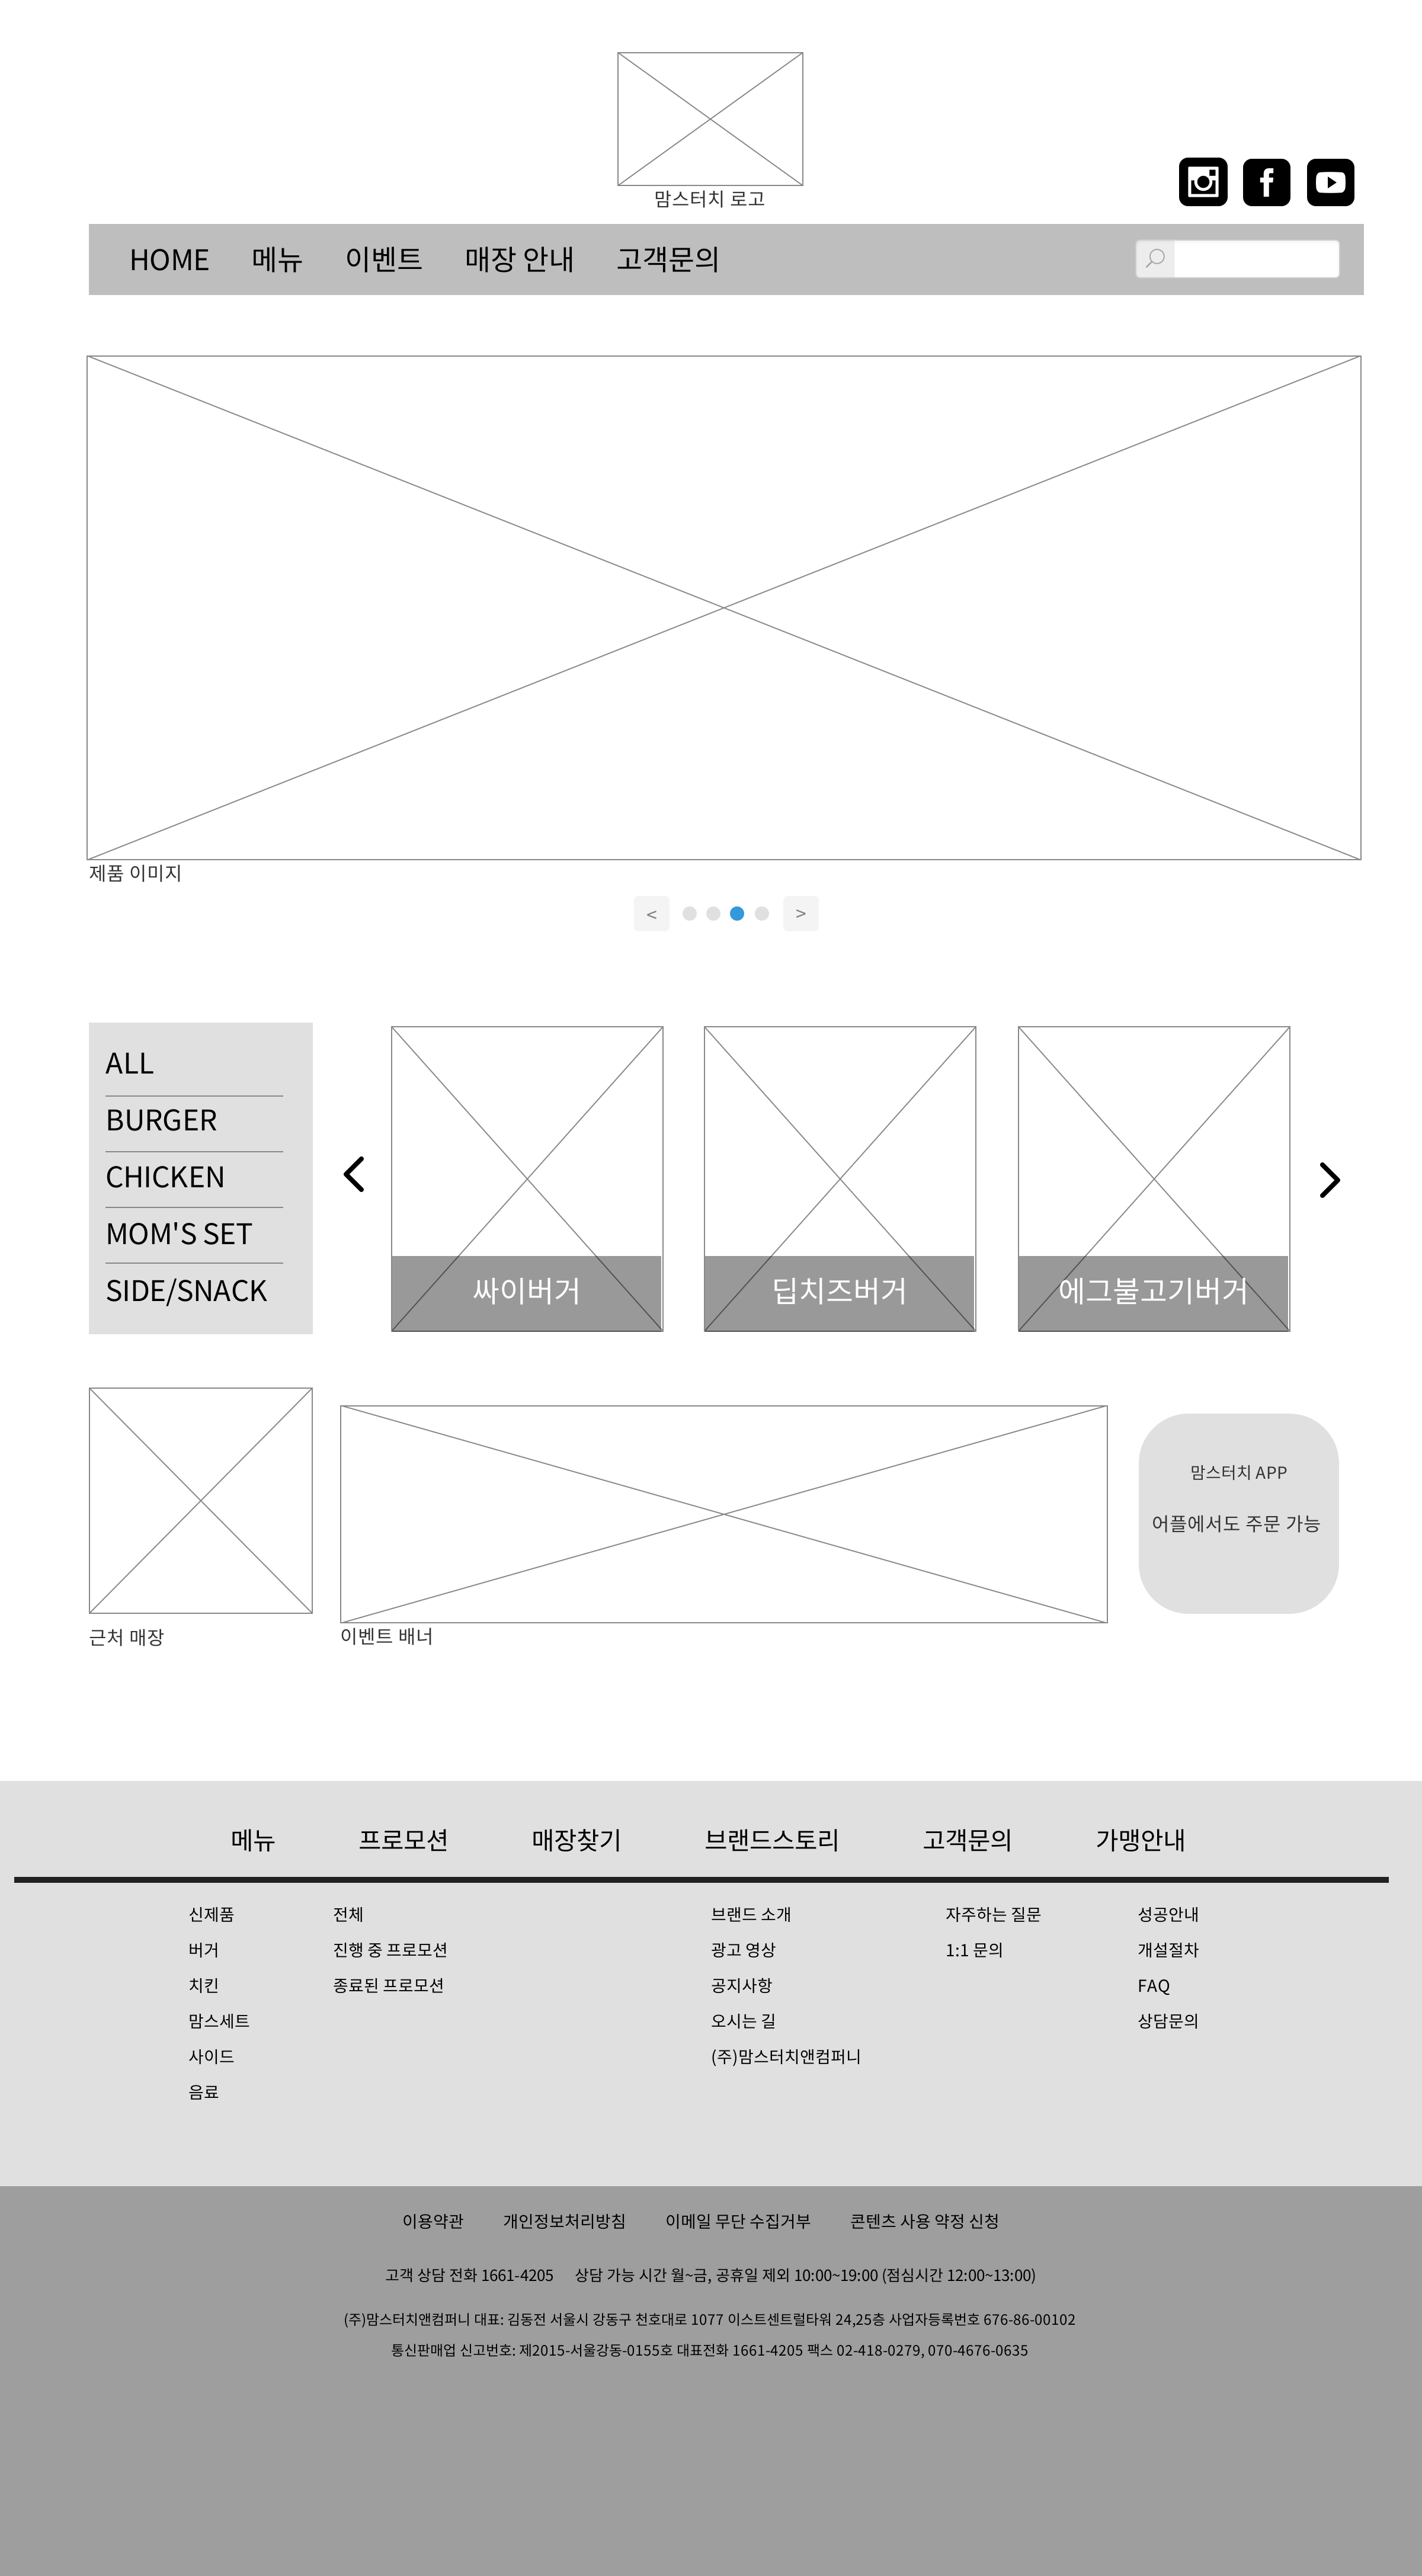 맘스터치 로고
HOME 메뉴 이벤트 매장 안내 고객문의
제품 이미지
< >
ALL
BURGER
CHICKEN
MOM'S SET
SIDE/SNACK
싸이버거 딥치즈버거 에그불고기버거
맘스터치 APP
어플에서도 주문 가능
근처 매장
이벤트 배너
메뉴 프로모션 매장찾기 브랜드스토리 고객문의 가맹안내
신제품 전체 브랜드 소개 자주하는 질문 성공안내
버거 진행 중 프로모션 광고 영상 1:1 문의 개설절차
치킨 종료된 프로모션 공지사항 FAQ
맘스세트 오시는 길 상담문의
사이드 (주)맘스터치앤컴퍼니
음료
이용약관 개인정보처리방침 이메일 무단 수집거부 콘텐츠 사용 약정 신청
고객 상담 전화 1661-4205 상담 가능 시간 월~금, 공휴일 제외 10:00~19:00 (점심시간 12:00~13:00)
(주)맘스터치앤컴퍼니 대표: 김동전 서울시 강동구 천호대로 1077 이스트센트럴타워 24,25층 사업자등록번호 676-86-00102
통신판매업 신고번호: 제2015-서울강동-0155호 대표전화 1661-4205 팩스 02-418-0279, 070-4676-0635